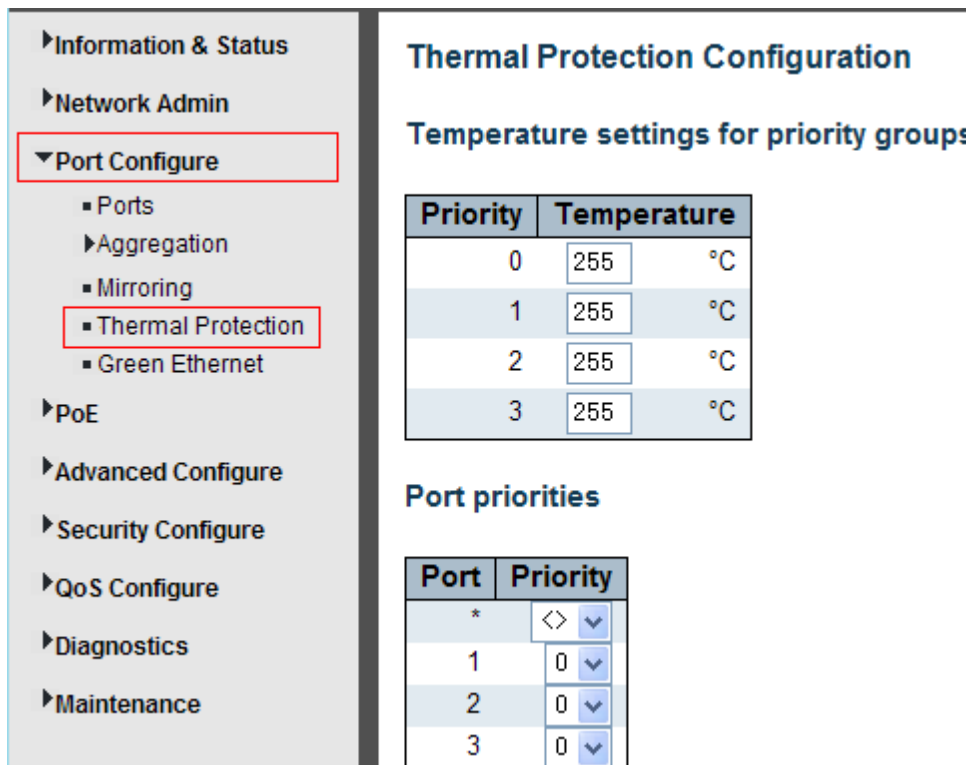 Information & Status
Network Admin
Port Configure
Ports
Aggregation
Mirroring
Thermal Protection
Green Ethernet
PoE
Advanced Configure
Security Configure
QoS Configure
Diagnostics
Maintenance
Thermal Protection Configuration
Temperature settings for priority groups
Priority Temperature
0 255 °C
1 255 °C
2 255 °C
3 255 °C
Port priorities
Port Priority
* <>
1 0
2 0
3 0